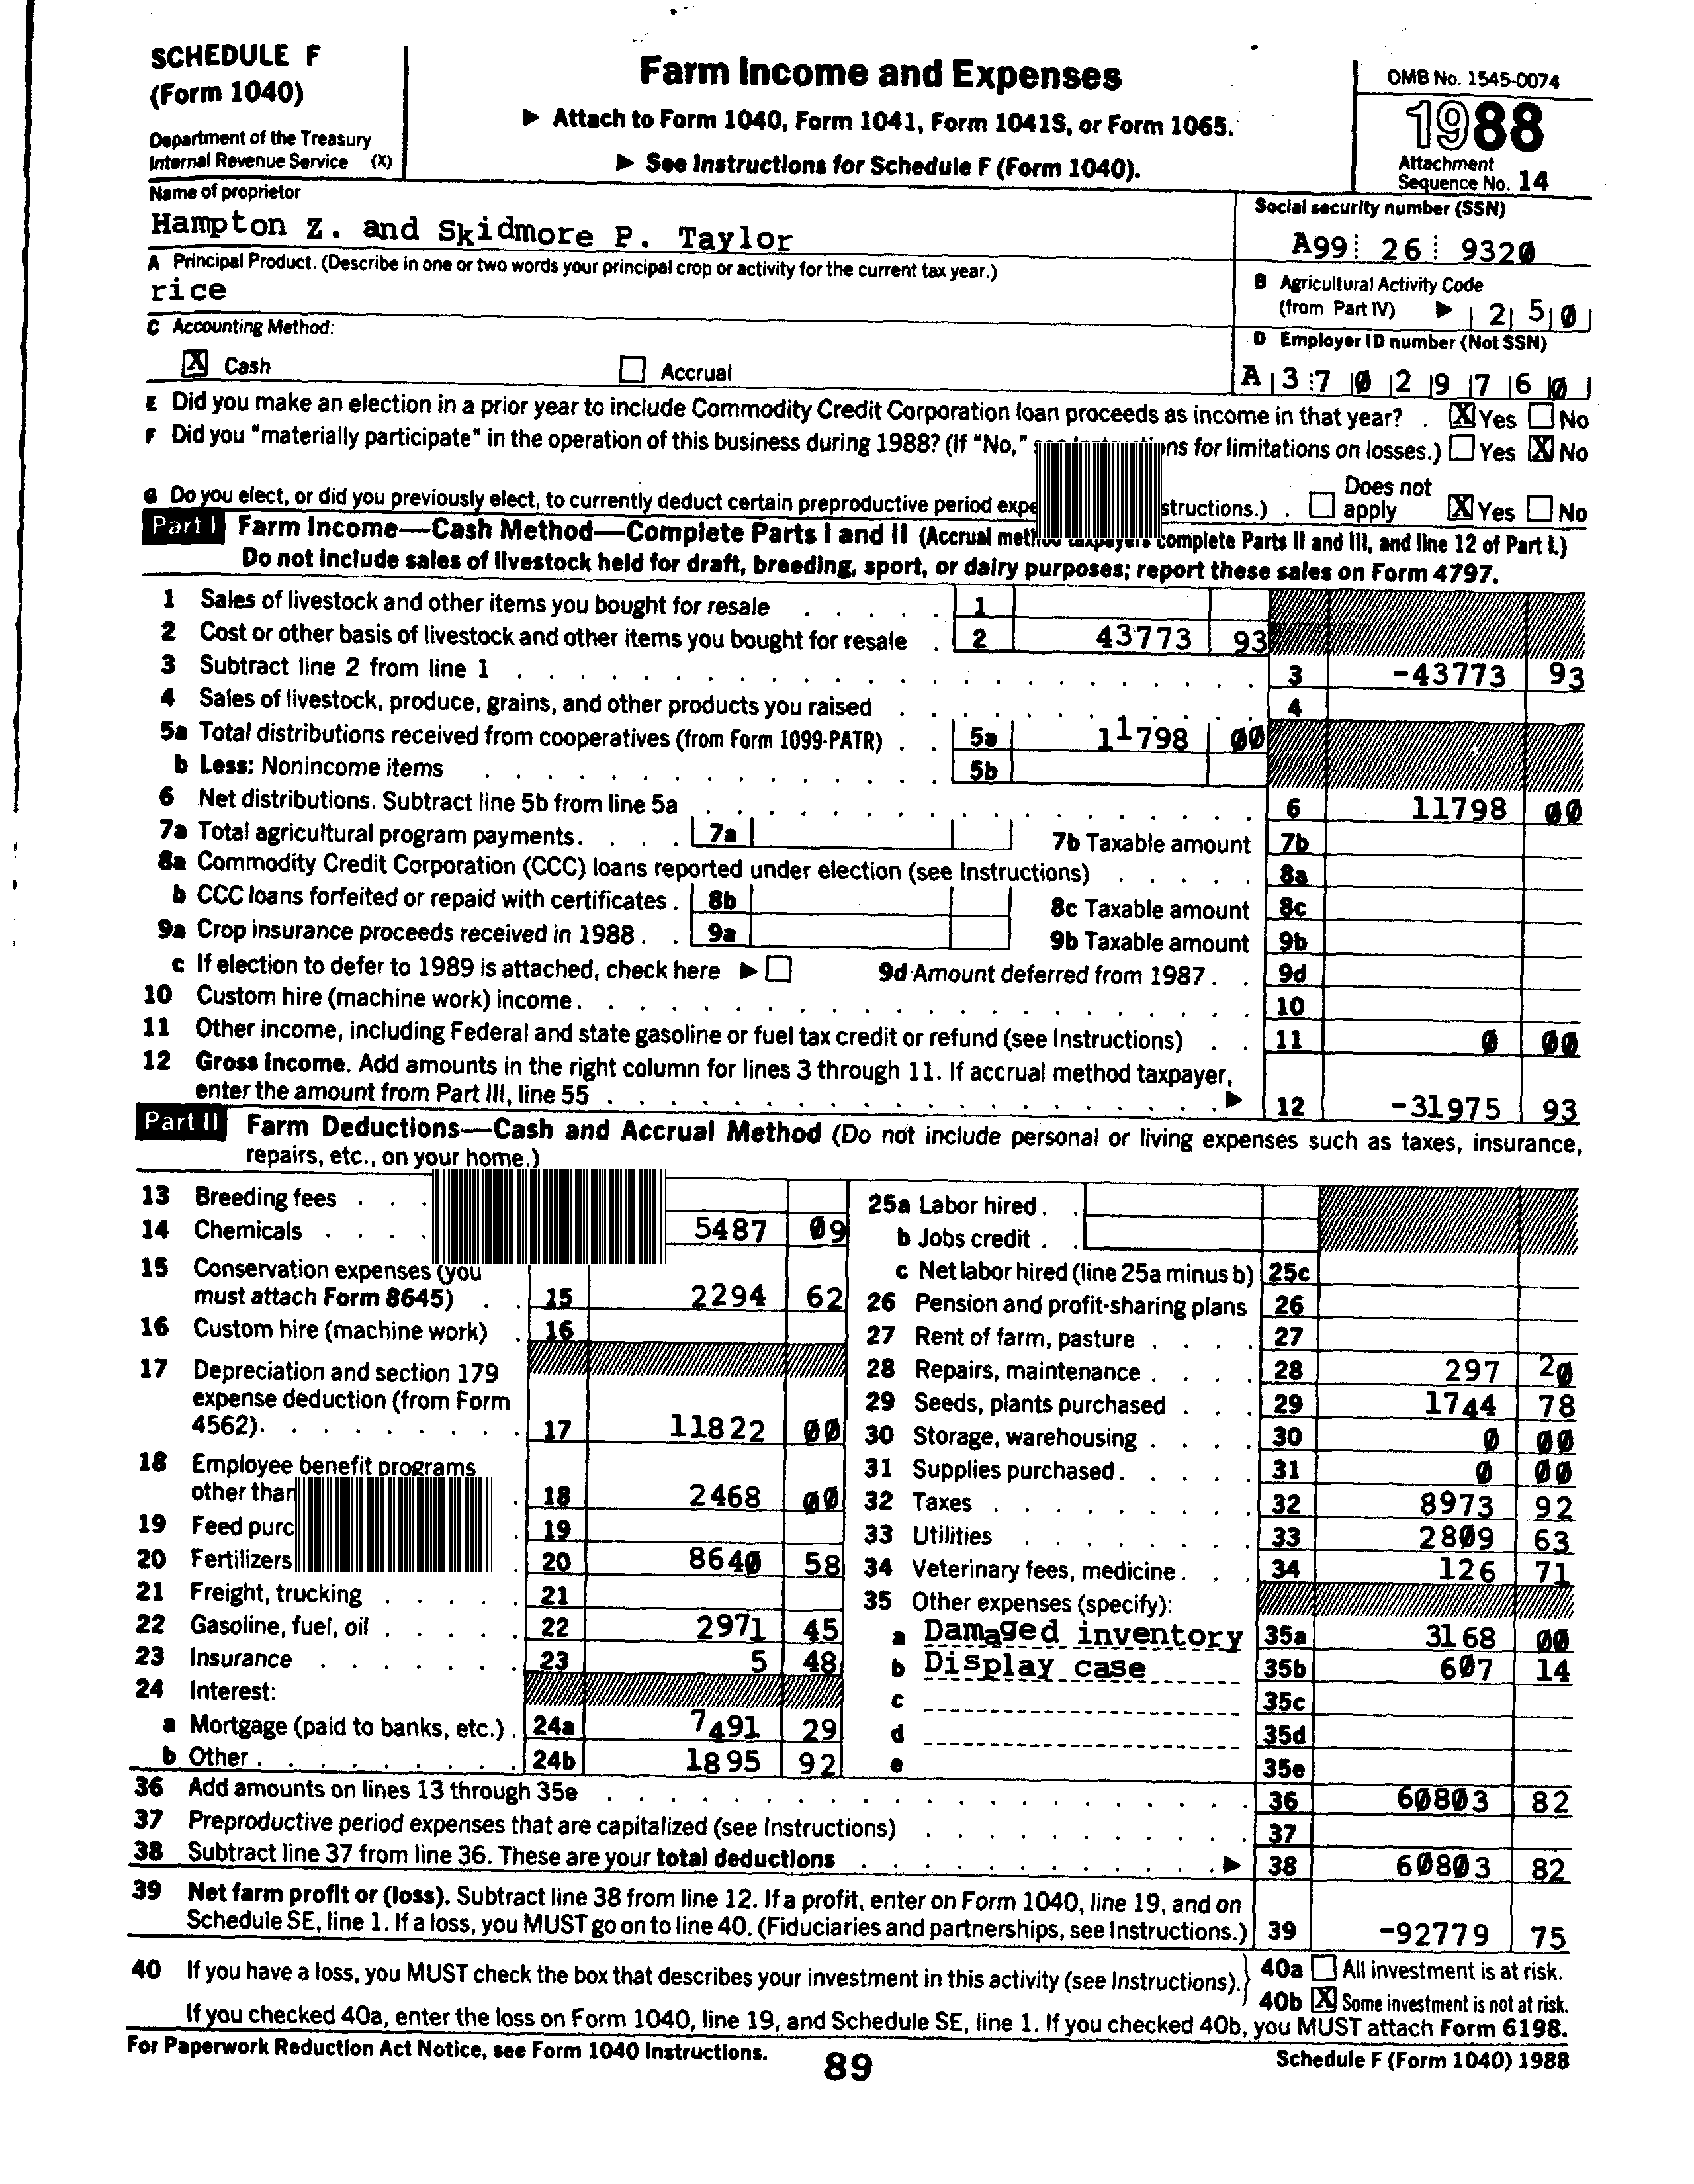 SCHEDULE F
(Form 1040)
Department of the Treasury
Internal Revenue Service (X)
Farm Income and Expenses
▶ Attach to Form 1040, Form 1041, Form 1041S, or Form 1065.
▶ See Instructions for Schedule F (Form 1040).
OMB No. 1545-0074
1988
Attachment
Sequence No. 14
Name of proprietor
Hampton Z. and Skidmore P. Taylor
Social security number (SSN)
A99 26 9320
A Principal Product. (Describe in one or two words your principal crop or activity for the current tax year.)
rice
B Agricultural Activity Code
(from Part IV) ▶ 2 5 0
C Accounting Method:
X Cash Accrual
D Employer ID number (Not SSN)
A 3 7 0 2 9 7 6 0
E Did you make an election in a prior year to include Commodity Credit Corporation loan proceeds as income in that year? . X Yes No
F Did you "materially participate" in the operation of this business during 1988? (If "No," ns for limitations on losses.) Yes X No
G Do you elect, or did you previously elect, to currently deduct certain preproductive period expe structions.) . Does not apply X Yes No
Part I Farm Income—Cash Method—Complete Parts I and II (Accrual method taxpayers complete Parts II and III, and line 12 of Part I.)
Do not include sales of livestock held for draft, breeding, sport, or dairy purposes; report these sales on Form 4797.
1 Sales of livestock and other items you bought for resale . . . . . 1
2 Cost or other basis of livestock and other items you bought for resale . 2 43773 93
3 Subtract line 2 from line 1 . . . . . 3 -43773 93
4 Sales of livestock, produce, grains, and other products you raised . . . . . 4
5a Total distributions received from cooperatives (from Form 1099-PATR) . . 5a 11798 00
b Less: Nonincome items . . . . . 5b
6 Net distributions. Subtract line 5b from line 5a . . . . . 6 11798 00
7a Total agricultural program payments. . . . 7a 7b Taxable amount 7b
8a Commodity Credit Corporation (CCC) loans reported under election (see Instructions) . . . . . 8a
b CCC loans forfeited or repaid with certificates . 8b 8c Taxable amount 8c
9a Crop insurance proceeds received in 1988 . . 9a 9b Taxable amount 9b
c If election to defer to 1989 is attached, check here ▶ 9d Amount deferred from 1987 . . 9d
10 Custom hire (machine work) income . . . . . 10
11 Other income, including Federal and state gasoline or fuel tax credit or refund (see Instructions) . . 11 0 00
12 Gross Income. Add amounts in the right column for lines 3 through 11. If accrual method taxpayer,
enter the amount from Part III, line 55 . . . . . ▶ 12 -31975 93
Part II Farm Deductions—Cash and Accrual Method (Do not include personal or living expenses such as taxes, insurance,
repairs, etc., on your home.)
13 Breeding fees . . .
14 Chemicals . . . . 5487 09
15 Conservation expenses (you
must attach Form 8645) . . 15 2294 62
16 Custom hire (machine work) . 16
17 Depreciation and section 179
expense deduction (from Form
4562). . . . . . . . 17 11822 00
18 Employee benefit programs
other than . 18 2468 00
19 Feed purc . 19
20 Fertilizers . 20 8640 58
21 Freight, trucking . . . . . 21
22 Gasoline, fuel, oil . . . . . 22 2971 45
23 Insurance . . . . . . . 23 5 48
24 Interest:
a Mortgage (paid to banks, etc.) . 24a 7491 29
b Other . . . . . . . . 24b 1895 92
25a Labor hired . .
b Jobs credit . .
c Net labor hired (line 25a minus b) 25c
26 Pension and profit-sharing plans 26
27 Rent of farm, pasture . . . . 27
28 Repairs, maintenance . . . . 28 297 20
29 Seeds, plants purchased . . . 29 1744 78
30 Storage, warehousing . . . . 30 0 00
31 Supplies purchased . . . . . 31 0 00
32 Taxes . . . . . . . . 32 8973 92
33 Utilities . . . . . . . . 33 2809 63
34 Veterinary fees, medicine . . . 34 126 71
35 Other expenses (specify):
a Damaged inventory 35a 3168 00
b Display case 35b 607 14
c 35c
d 35d
e 35e
36 Add amounts on lines 13 through 35e . . . . . 36 60803 82
37 Preproductive period expenses that are capitalized (see Instructions) . . . . . 37
38 Subtract line 37 from line 36. These are your total deductions . . . . . ▶ 38 60803 82
39 Net farm profit or (loss). Subtract line 38 from line 12. If a profit, enter on Form 1040, line 19, and on
Schedule SE, line 1. If a loss, you MUST go on to line 40. (Fiduciaries and partnerships, see Instructions.) 39 -92779 75
40 If you have a loss, you MUST check the box that describes your investment in this activity (see Instructions). 40a All investment is at risk.
40b X Some investment is not at risk.
If you checked 40a, enter the loss on Form 1040, line 19, and Schedule SE, line 1. If you checked 40b, you MUST attach Form 6198.
For Paperwork Reduction Act Notice, see Form 1040 Instructions.
89
Schedule F (Form 1040) 1988